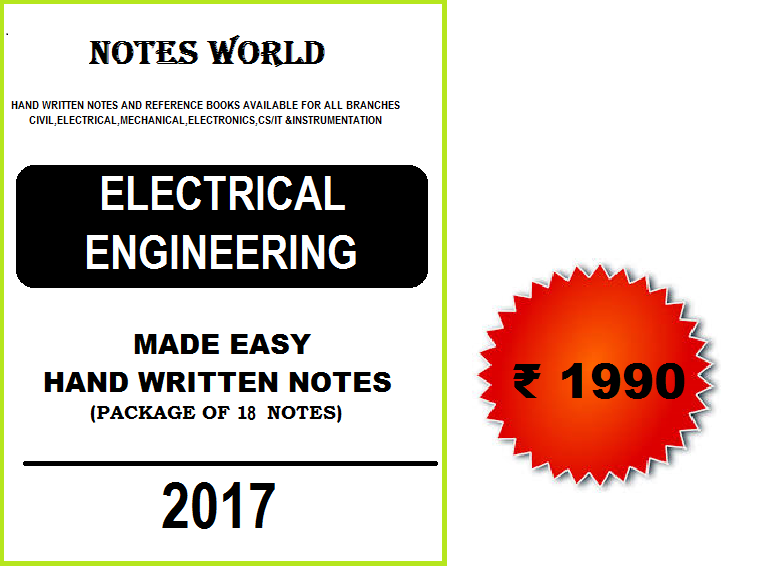 NOTES WORLD
HAND WRITTEN NOTES AND REFERENCE BOOKS AVAILABLE FOR ALL BRANCHES
CIVIL,ELECTRICAL,MECHANICAL,ELECTRONICS,CS/IT &INSTRUMENTATION
ELECTRICAL
ENGINEERING
MADE EASY
HAND WRITTEN NOTES
(PACKAGE OF 18 NOTES)
2017
₹ 1990